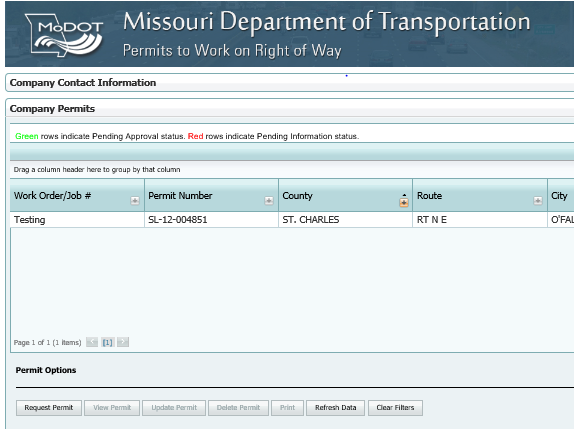 MoDOT
Missouri Department of Transportation
Permits to Work on Right of Way
Company Contact Information
Company Permits
Green rows indicate Pending Approval status. Red rows indicate Pending Information status.
Drag a column header here to group by that column
Work Order/Job # Permit Number County Route City
Testing SL-12-004851 ST. CHARLES RT N E O'FAL
Page 1 of 1 (1 items) [1]
Permit Options
Request Permit View Permit Update Permit Delete Permit Print Refresh Data Clear Filters